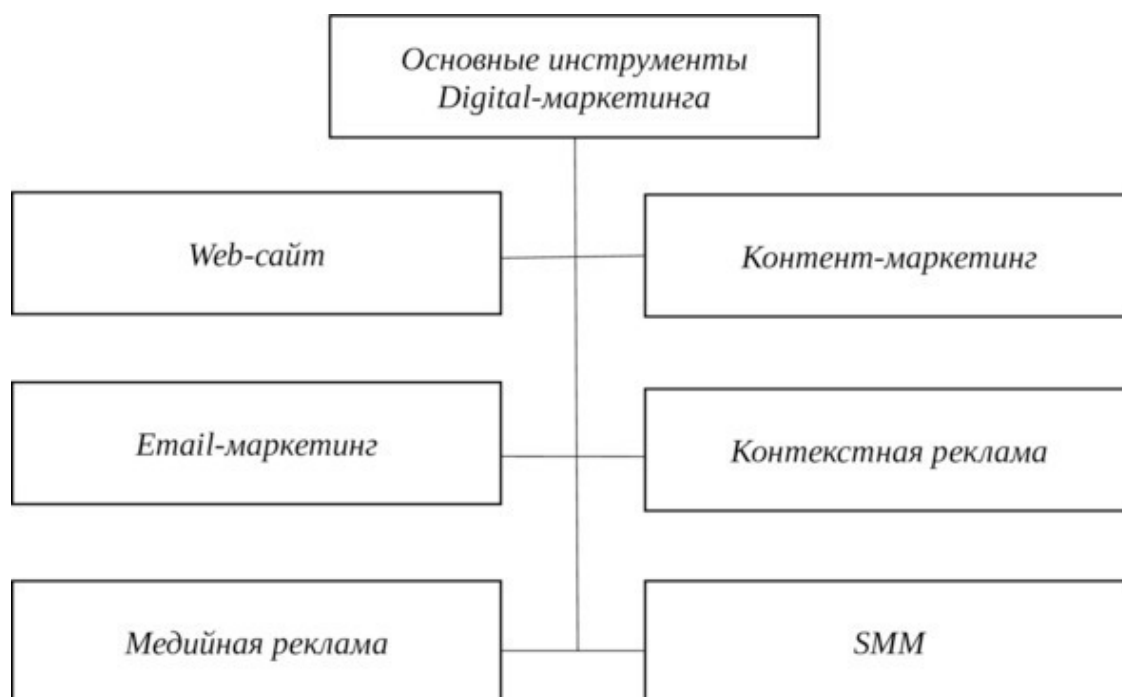 Основные инструменты
Digital-маркетинга
Web-сайт
Контент-маркетинг
Email-маркетинг
Контекстная реклама
Медийная реклама
SMM